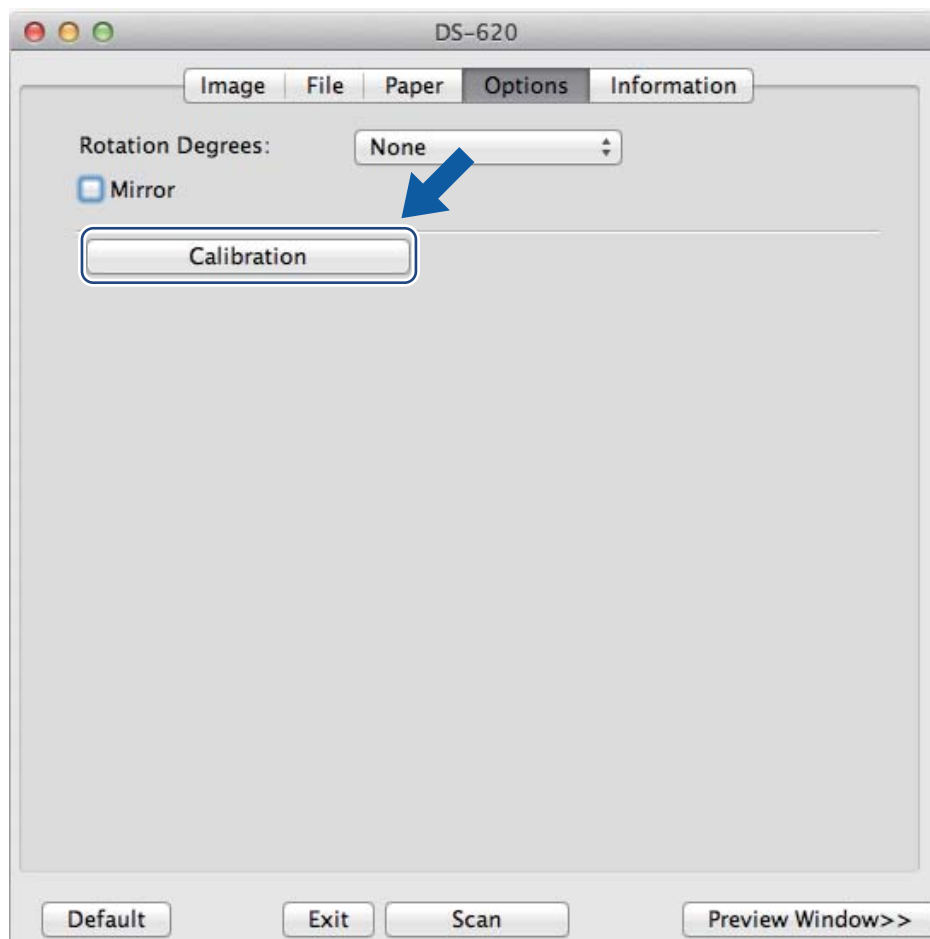 DS-620
Image File Paper Options Information
Rotation Degrees: None
Mirror
Calibration
Default Exit Scan Preview Window>>